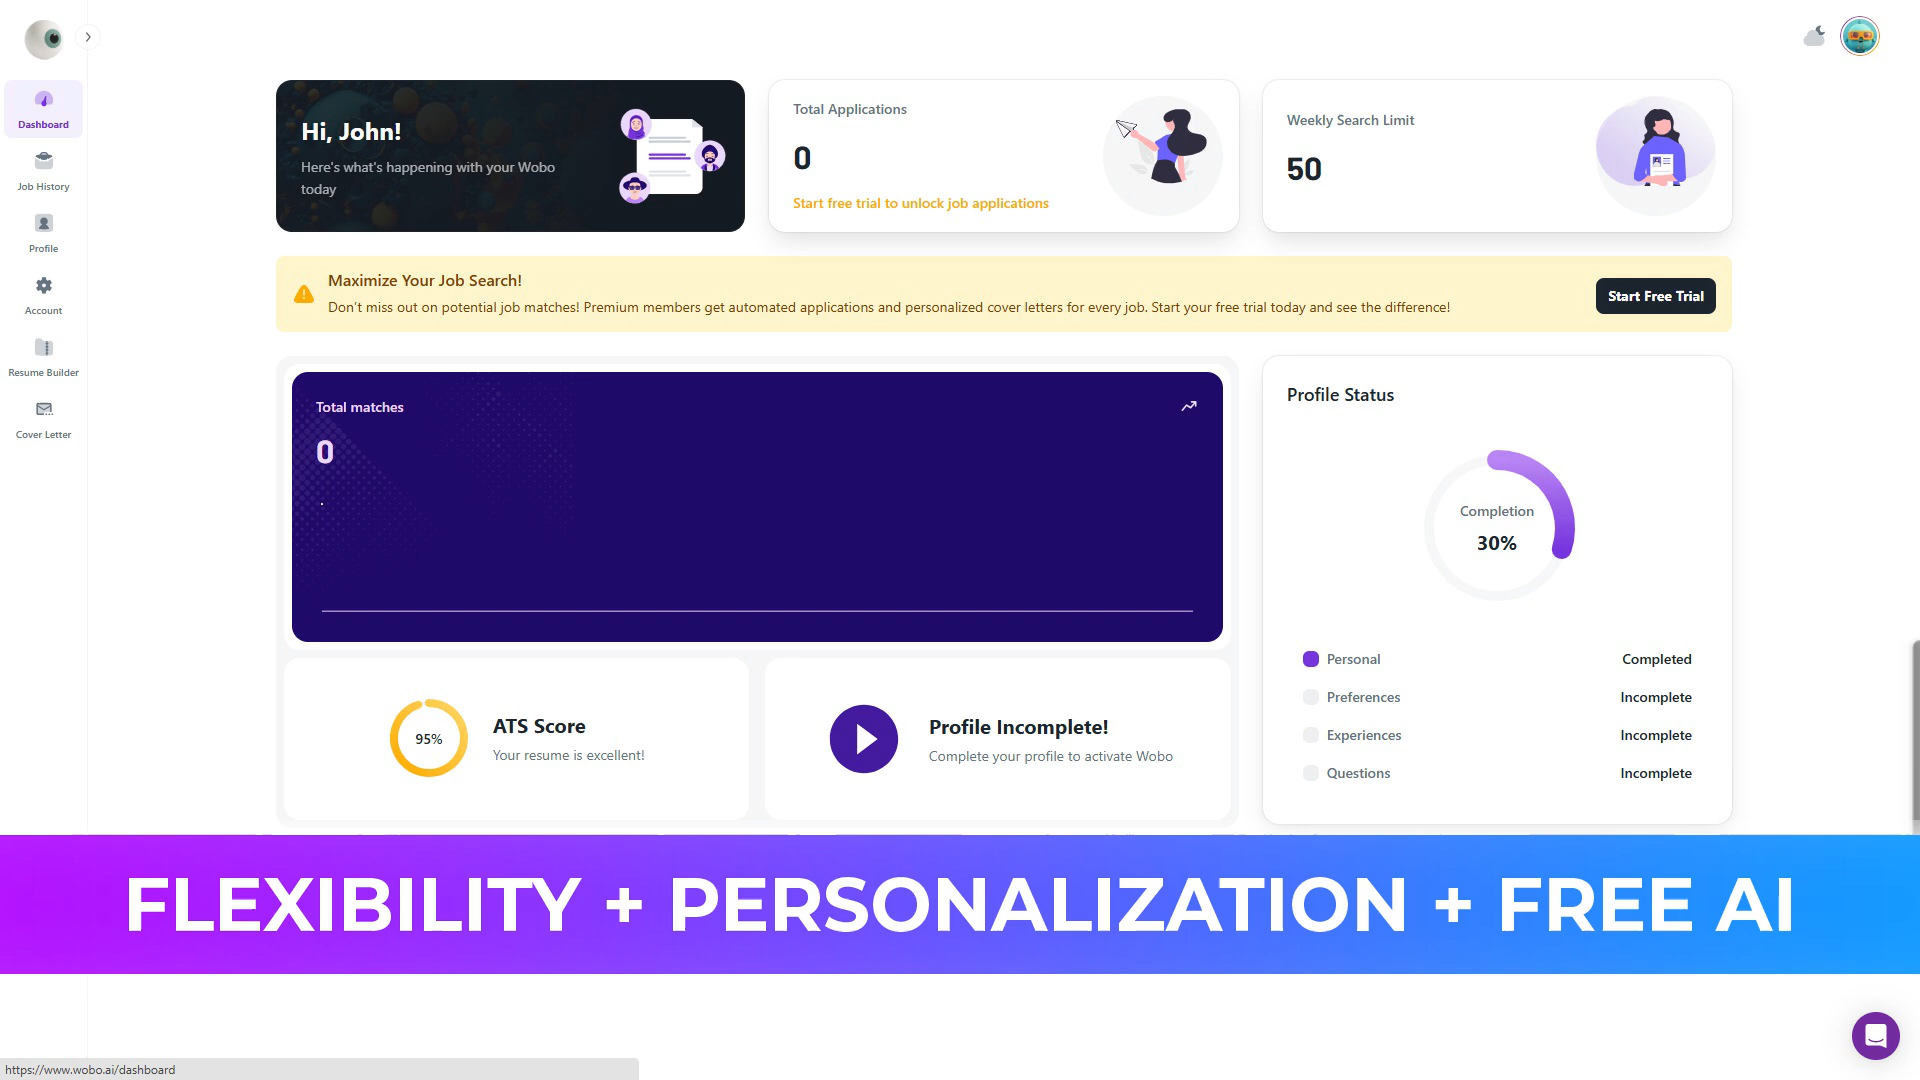 Dashboard
Job History
Profile
Account
Resume Builder
Cover Letter
Hi, John!
Here's what's happening with your Wobo
today
Total Applications
0
Start free trial to unlock job applications
Weekly Search Limit
50
Maximize Your Job Search!
Don't miss out on potential job matches! Premium members get automated applications and personalized cover letters for every job. Start your free trial today and see the difference!
Start Free Trial
Total matches
0
Profile Status
Completion
30%
Personal Completed
Preferences Incomplete
Experiences Incomplete
Questions Incomplete
95%
ATS Score
Your resume is excellent!
Profile Incomplete!
Complete your profile to activate Wobo
FLEXIBILITY + PERSONALIZATION + FREE AI
https://www.wobo.ai/dashboard